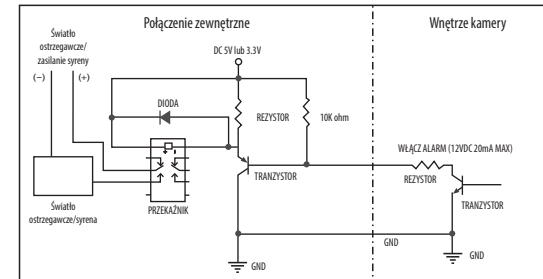 Połączenie zewnętrzne
Wnętrze kamery
Światło
ostrzegawcze/
zasilanie syreny
(−) (+)
DC 5V lub 3.3V
DIODA
REZYSTOR
10K ohm
WŁĄCZ ALARM (12VDC 20mA MAX)
TRANZYSTOR
REZYSTOR
TRANZYSTOR
PRZEKAŹNIK
Światło
ostrzegawcze/syrena
GND
GND
GND